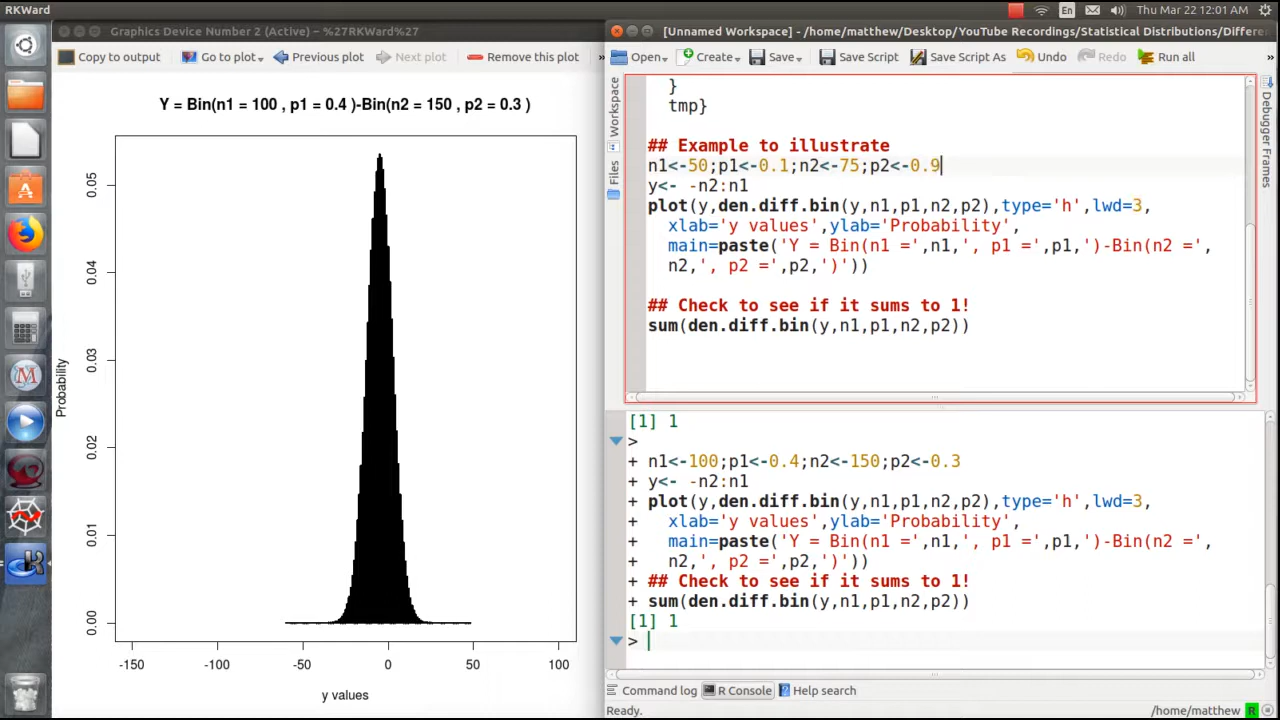 RKWard
En
Thu Mar 22 12:01 AM
Graphics Device Number 2 (Active) – %27RKWard%27
Copy to output
Go to
Previous plot
Next plot
Remove this plot
»
Y = Bin(n1 = 100 , p1 = 0.4 )-Bin(n2 = 150 , p2 = 0.3 )
0.05
0.04
0.03
0.02
0.01
0.00
Probability
-150
-100
-50
0
50
100
y values
[Unnamed Workspace] - /home/matthew/Desktop/YouTube Recordings/Statistical Distributions/Differen
Open
Create
Save
Save Script
Save Script As
Undo
Redo
Run all
Workspace
Files
Debugger Frames
}
tmp}
## Example to illustrate
n1<-50;p1<-0.1;n2<-75;p2<-0.9
y<- -n2:n1
plot(y,den.diff.bin(y,n1,p1,n2,p2),type='h',lwd=3,
xlab='y values',ylab='Probability',
main=paste('Y = Bin(n1 =',n1,', p1 =',p1,')-Bin(n2 =',
n2,', p2 =',p2,')'))
## Check to see if it sums to 1!
sum(den.diff.bin(y,n1,p1,n2,p2))
[1] 1
>
+ n1<-100;p1<-0.4;n2<-150;p2<-0.3
+ y<- -n2:n1
+ plot(y,den.diff.bin(y,n1,p1,n2,p2),type='h',lwd=3,
+ xlab='y values',ylab='Probability',
+ main=paste('Y = Bin(n1 =',n1,', p1 =',p1,')-Bin(n2 =',
+ n2,', p2 =',p2,')'))
+ ## Check to see if it sums to 1!
+ sum(den.diff.bin(y,n1,p1,n2,p2))
[1] 1
>
Command log
R Console
Help search
Ready.
/home/matthew
R